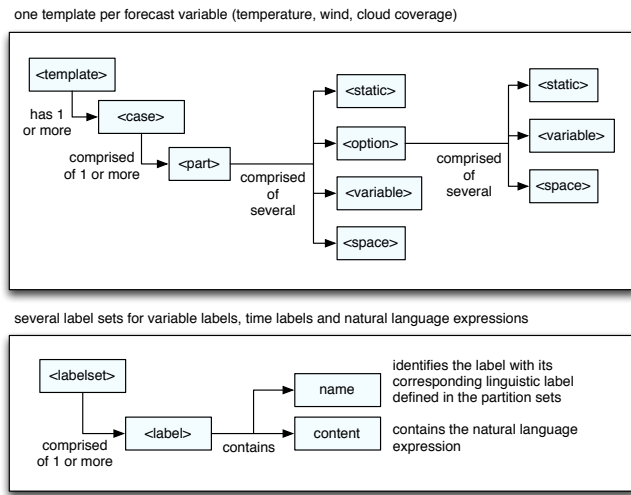 one template per forecast variable (temperature, wind, cloud coverage)
<template>
has 1
or more
<case>
comprised
of 1 or more
<part>
comprised
of
several
<static>
<option>
<variable>
<space>
comprised
of
several
<static>
<variable>
<space>
several label sets for variable labels, time labels and natural language expressions
<labelset>
comprised
of 1 or more
<label>
contains
name
identifies the label with its
corresponding linguistic label
defined in the partition sets
content
contains the natural language
expression